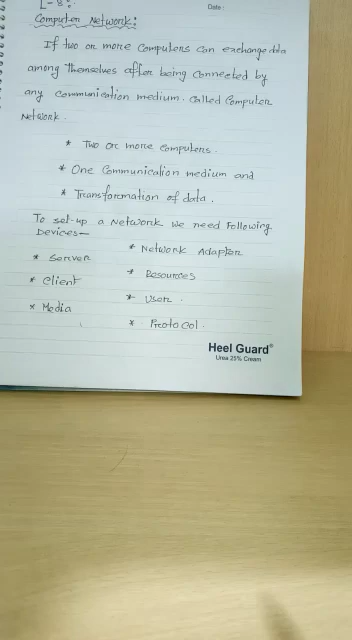 L-8:
Date:
Computer Network:
If two or more Computers can exchange data
among themselves after being connected by
any communication medium. called Computer
Network.
* Two or more Computers.
* One Communication medium and
* Transformation of data.
To set-up a Network we need following
Devices—
* Server
* Client
* Media
* Network Adapter
* Resources
* User.
* Protocol.
Heel Guard®
Urea 25% Cream